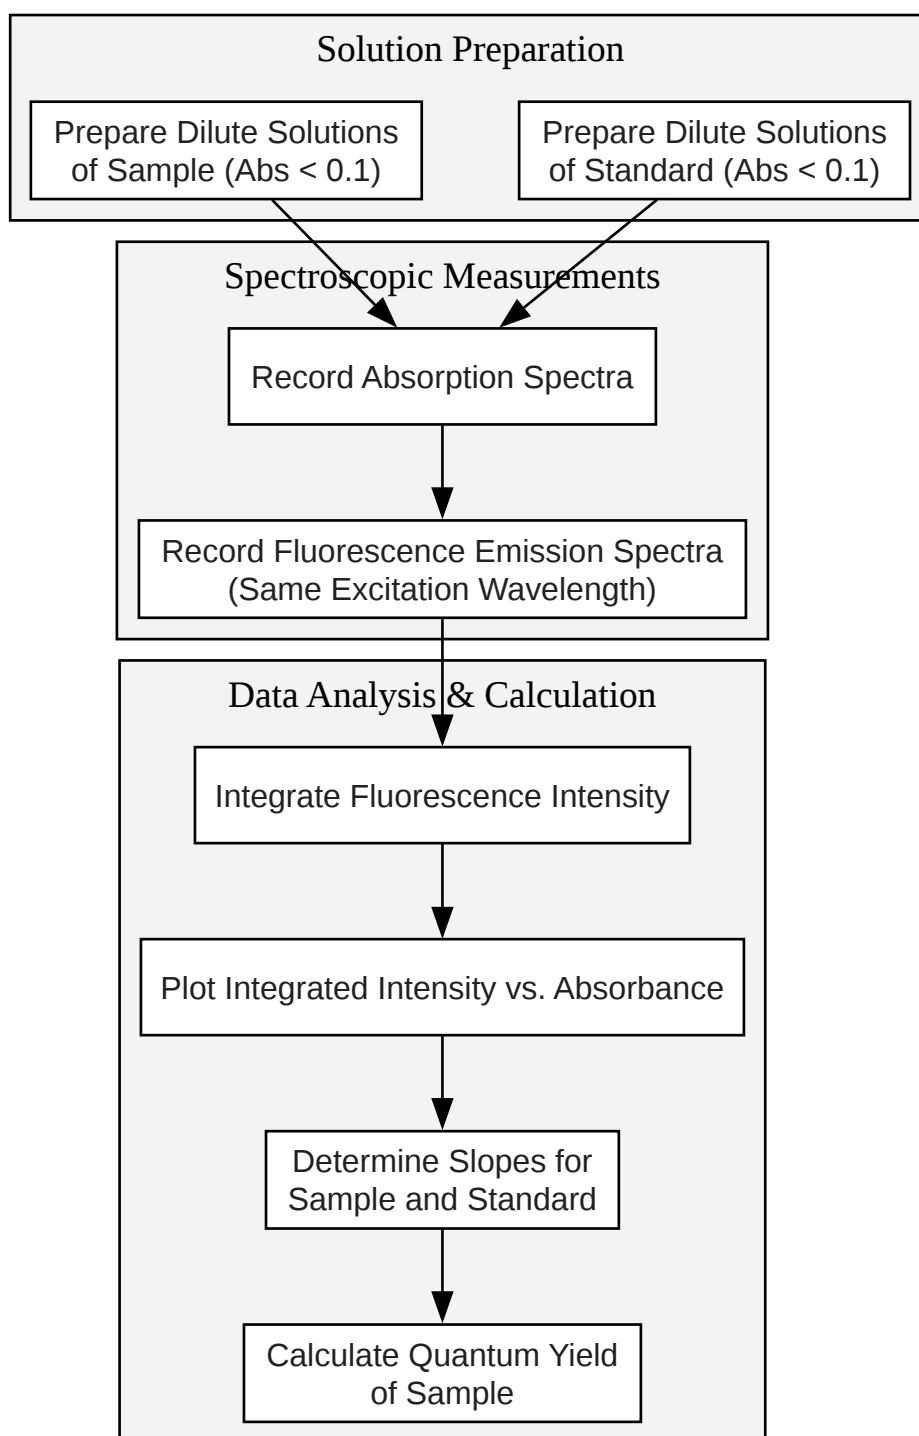 Solution Preparation
Prepare Dilute Solutions
of Sample (Abs < 0.1)
Prepare Dilute Solutions
of Standard (Abs < 0.1)
Spectroscopic Measurements
Record Absorption Spectra
Record Fluorescence Emission Spectra
(Same Excitation Wavelength)
Data Analysis & Calculation
Integrate Fluorescence Intensity
Plot Integrated Intensity vs. Absorbance
Determine Slopes for
Sample and Standard
Calculate Quantum Yield
of Sample